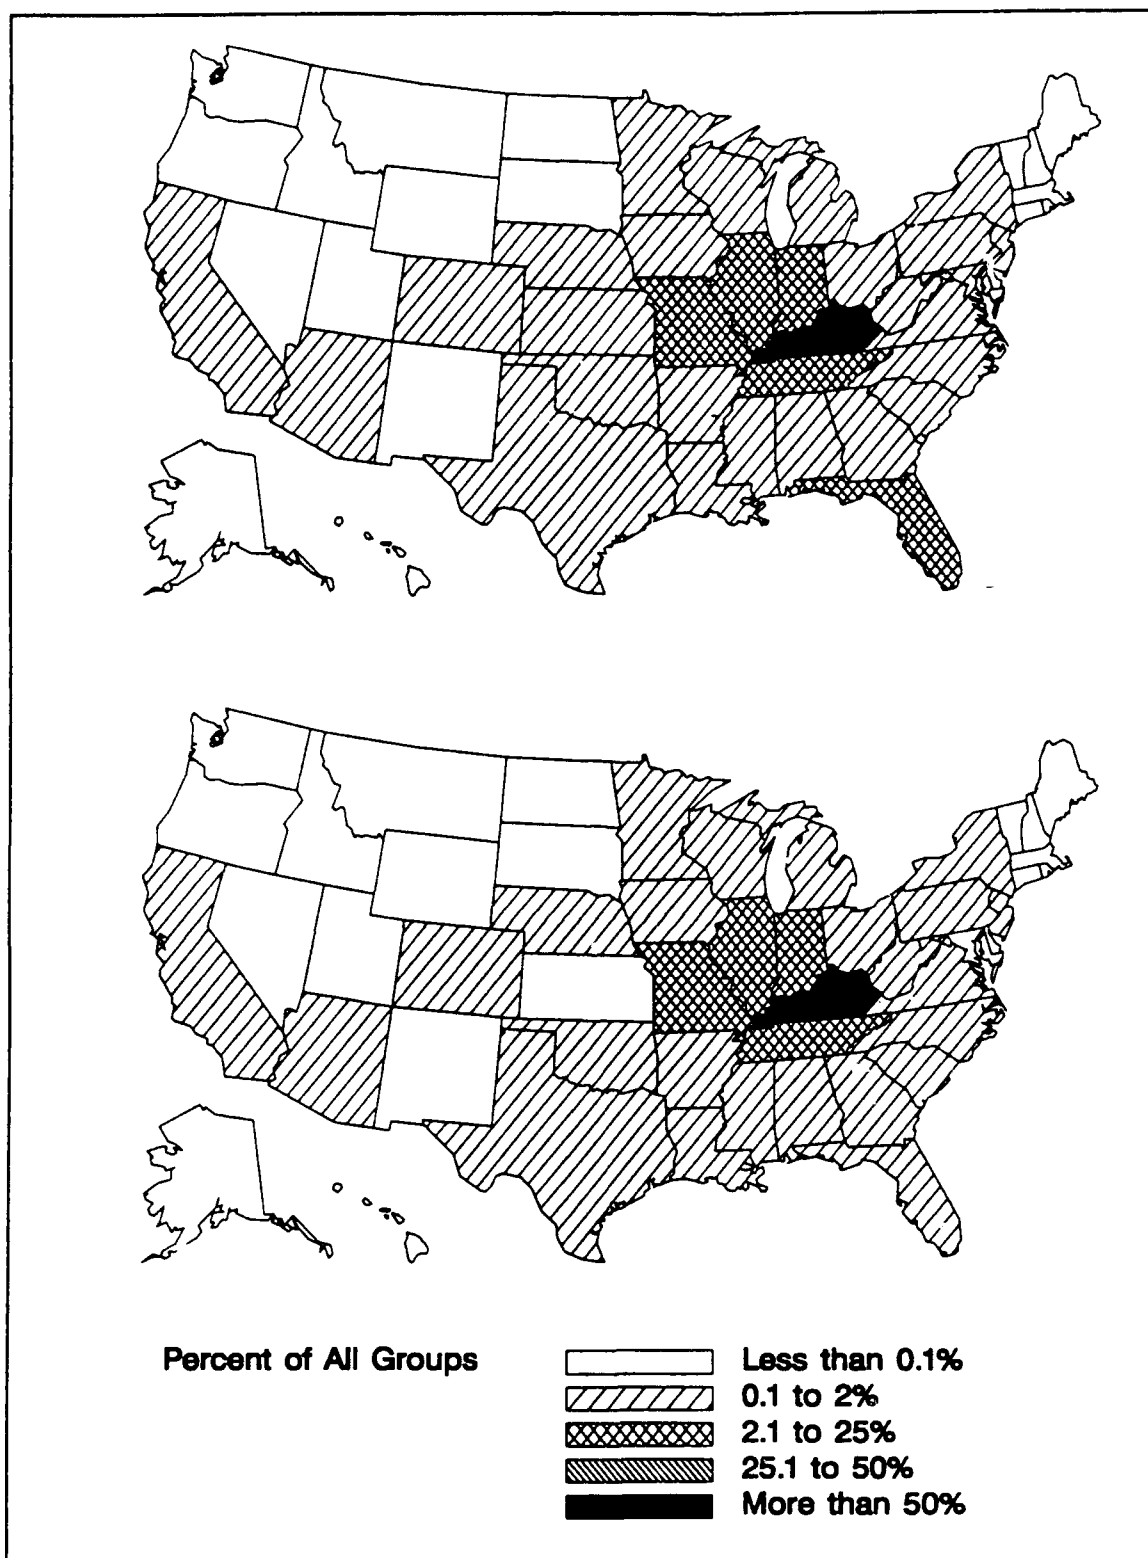 Percent of All Groups
Less than 0.1%
0.1 to 2%
2.1 to 25%
25.1 to 50%
More than 50%